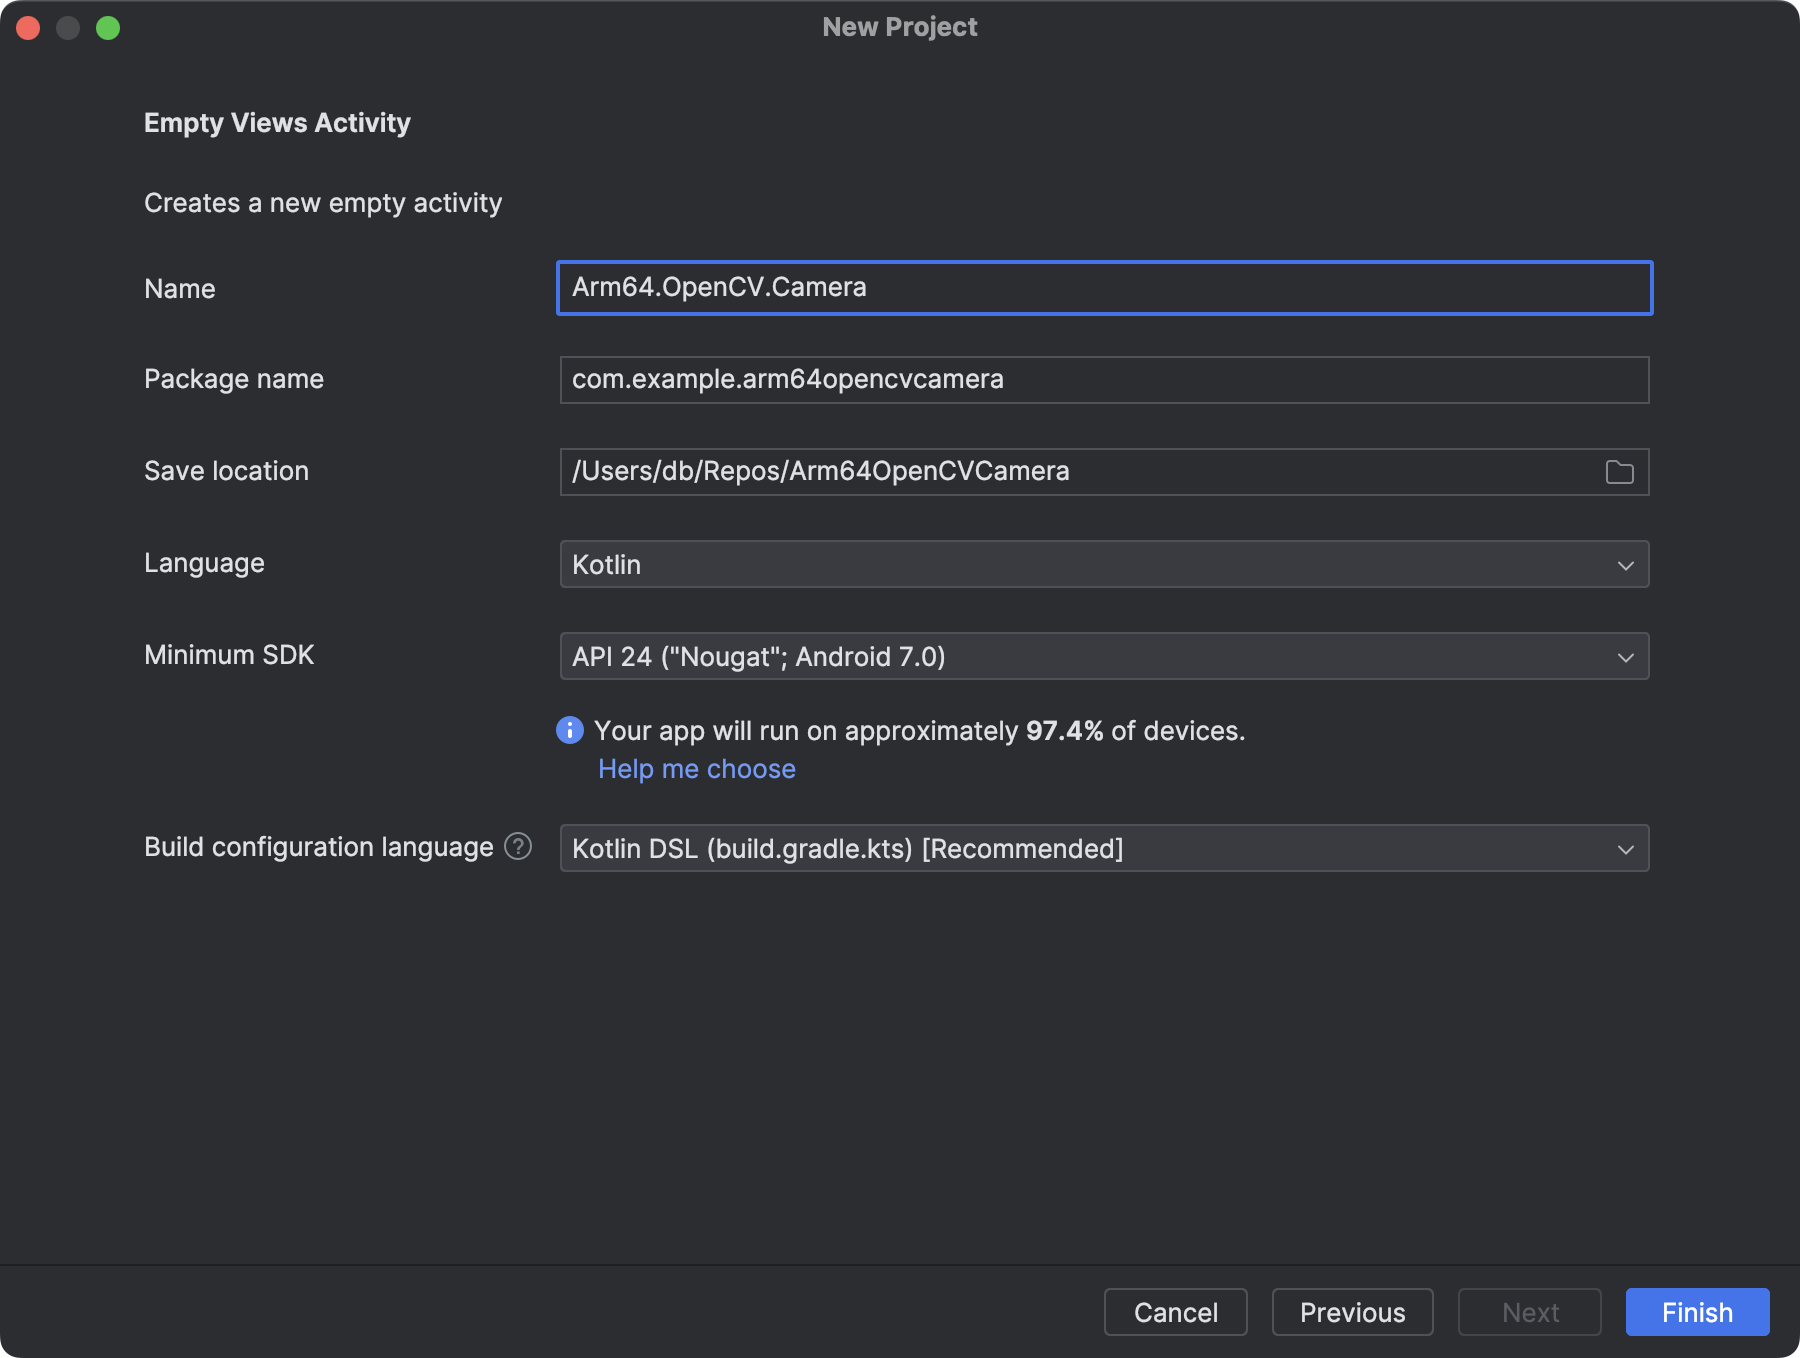 New Project
Empty Views Activity
Creates a new empty activity
Name Arm64.OpenCV.Camera
Package name com.example.arm64opencvcamera
Save location /Users/db/Repos/Arm64OpenCVCamera
Language Kotlin
Minimum SDK API 24 ("Nougat"; Android 7.0)
Your app will run on approximately 97.4% of devices.
Help me choose
Build configuration language ? Kotlin DSL (build.gradle.kts) [Recommended]
Cancel Previous Next Finish